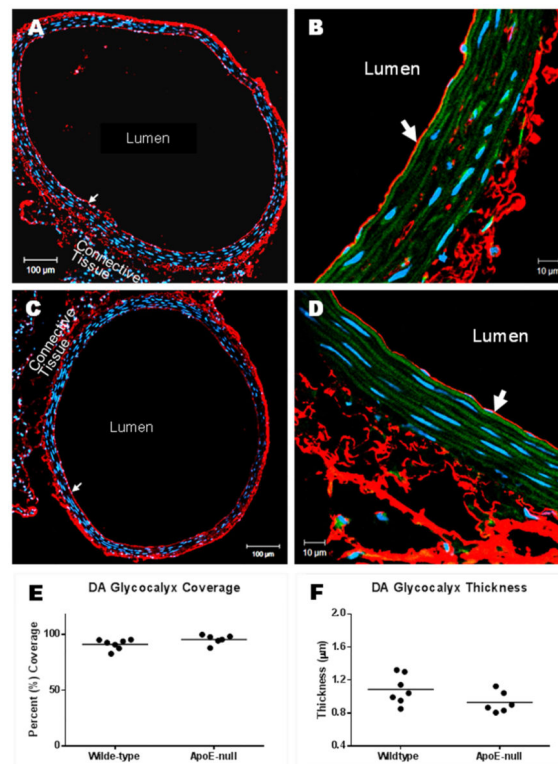 A
Lumen
Connective
Tissue
100 µm
B
Lumen
10 µm
C
Connective
Tissue
Lumen
100 µm
D
Lumen
10 µm
E
DA Glycocalyx Coverage
Percent (%) Coverage
100
50
0
Wilde-type
ApoE-null
F
DA Glycocalyx Thickness
Thickness (µm)
2.0
1.6
1.2
0.8
0.4
Wildtype
ApoE-null